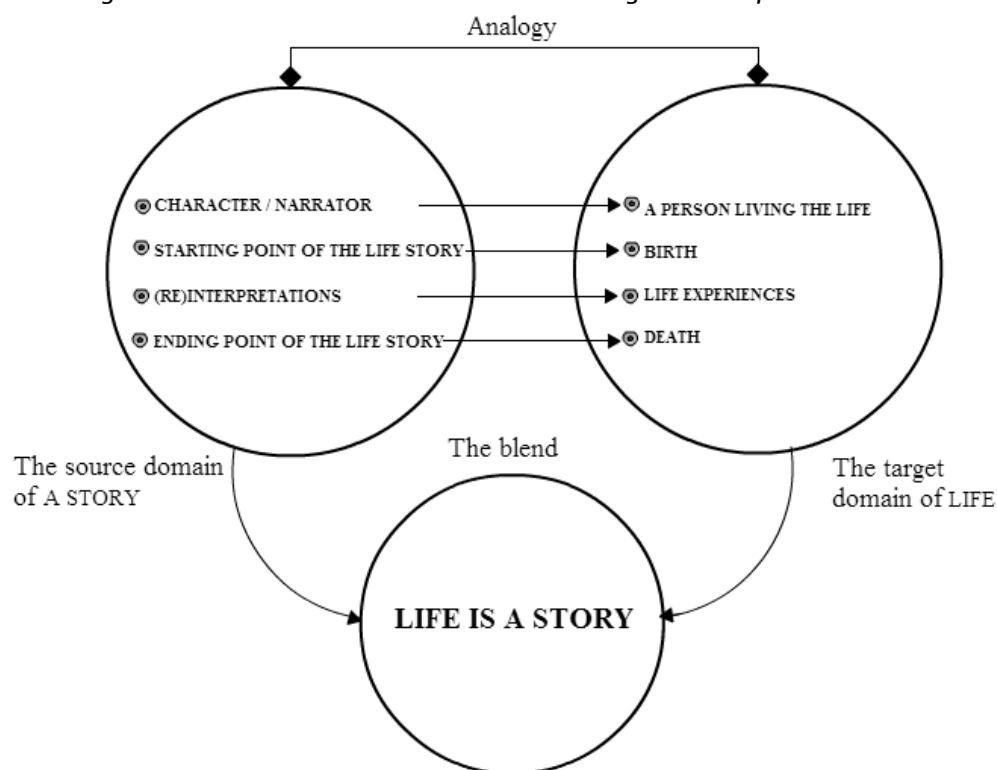 Analogy
CHARACTER / NARRATOR
STARTING POINT OF THE LIFE STORY
(RE)INTERPRETATIONS
ENDING POINT OF THE LIFE STORY
A PERSON LIVING THE LIFE
BIRTH
LIFE EXPERIENCES
DEATH
The source domain
of A STORY
The blend
The target
domain of LIFE
LIFE IS A STORY